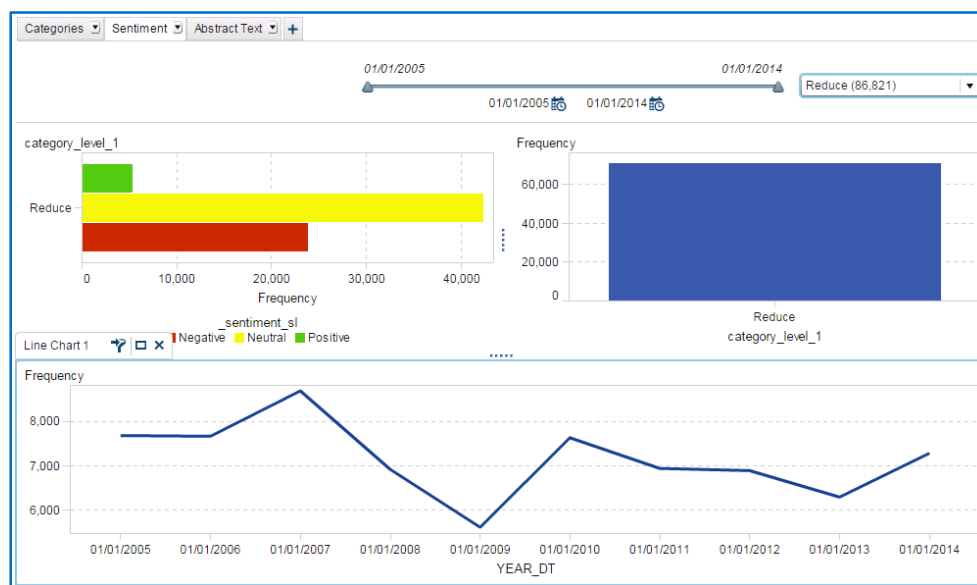 Categories Sentiment Abstract Text +
01/01/2005 01/01/2014
Reduce (86,821)
01/01/2005 01/01/2014
category_level_1
Reduce
0 10,000 20,000 30,000 40,000
Frequency
_sentiment_sl
Negative Neutral Positive
Frequency
60,000
40,000
20,000
0
Reduce
category_level_1
Line Chart 1
Frequency
8,000
7,000
6,000
01/01/2005 01/01/2006 01/01/2007 01/01/2008 01/01/2009 01/01/2010 01/01/2011 01/01/2012 01/01/2013 01/01/2014
YEAR_DT